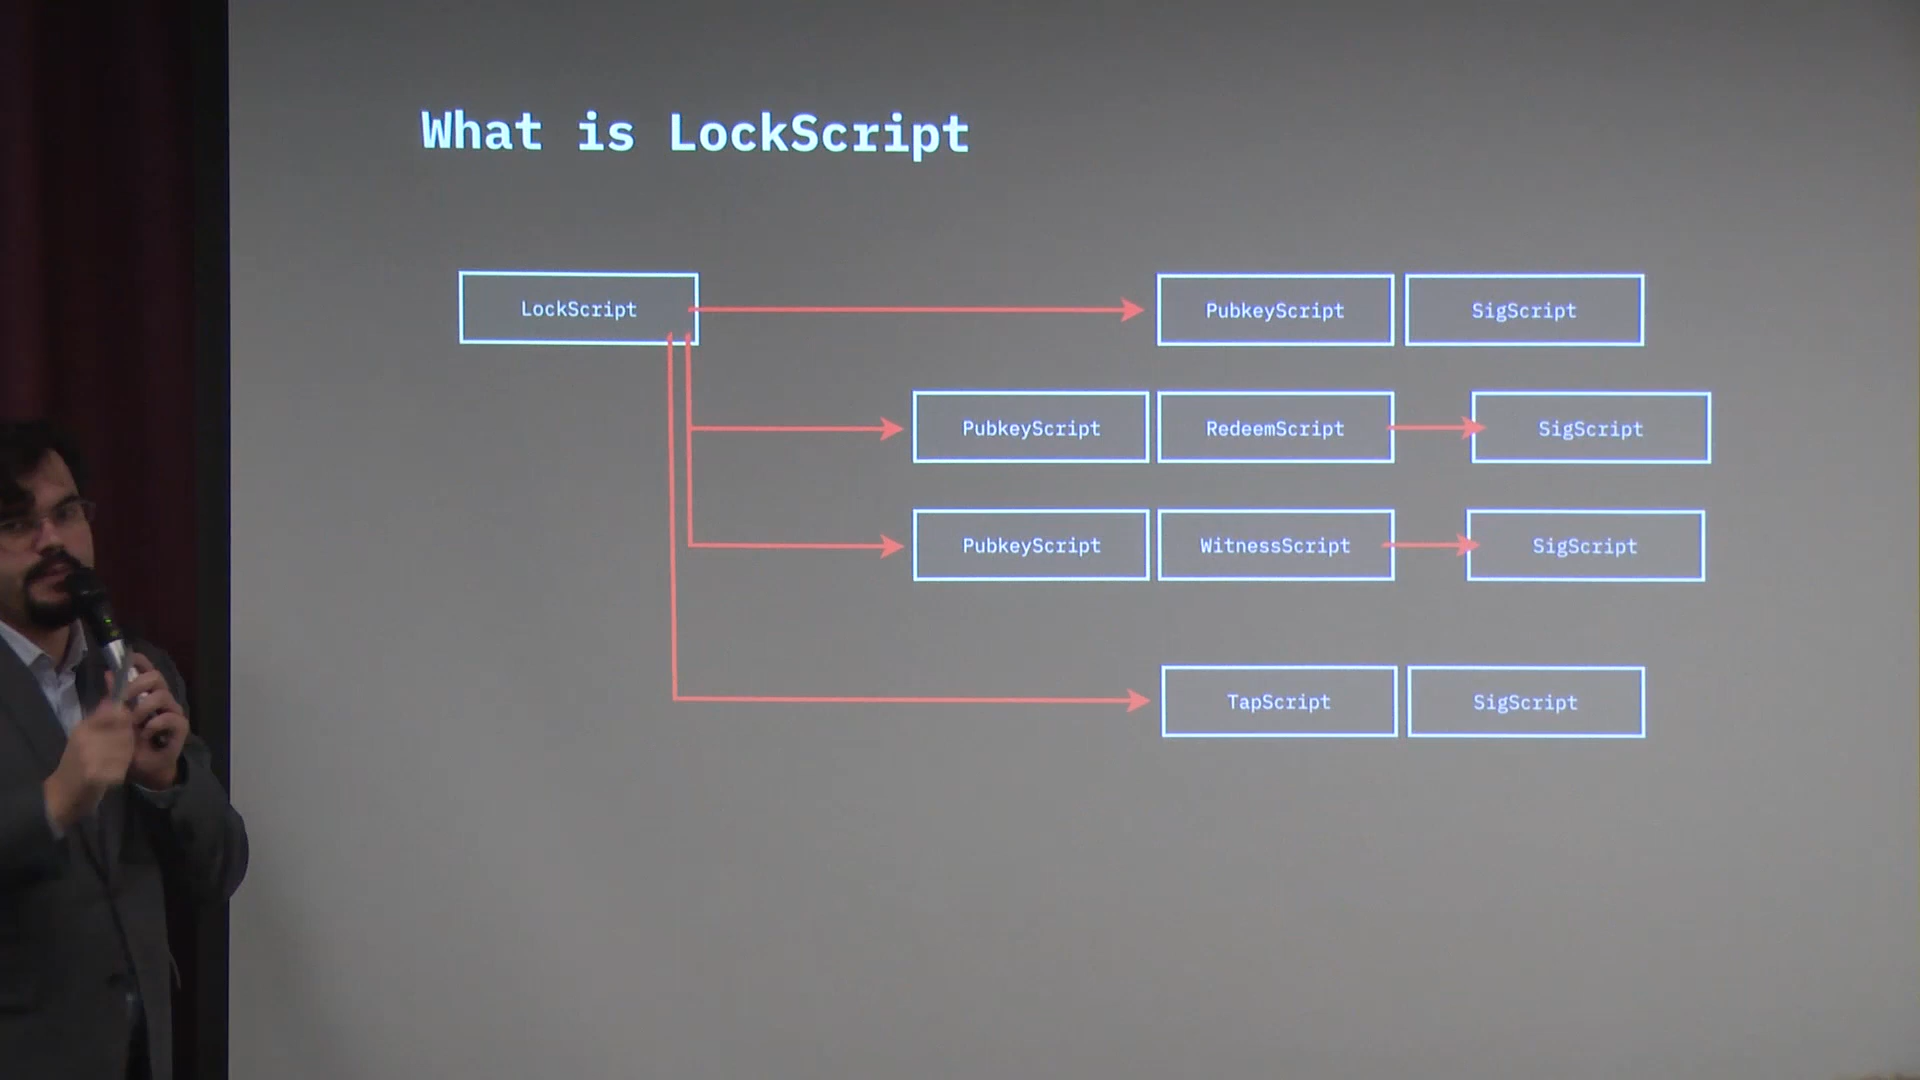 What is LockScript
LockScript
PubkeyScript
SigScript
PubkeyScript
RedeemScript
SigScript
PubkeyScript
WitnessScript
SigScript
TapScript
SigScript